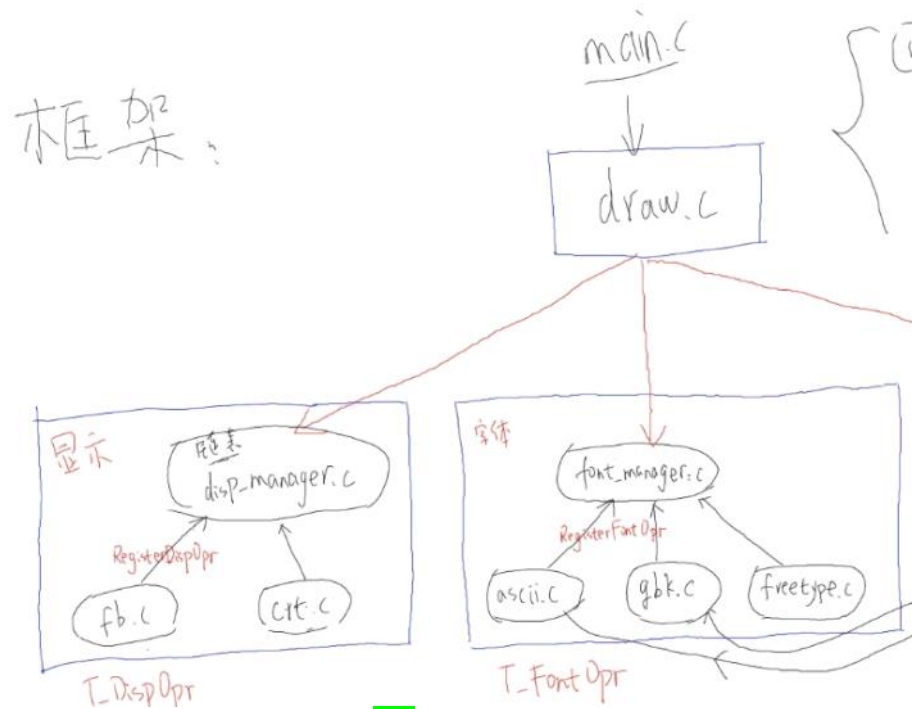 框架:
main.c
①
draw.c
显示
链表
disp_manager.c
RegisterDispOpr
fb.c
crt.c
T_DispOpr
字体
font_manager.c
RegisterFontOpr
ascii.c
gbk.c
freetype.c
T_FontOpr